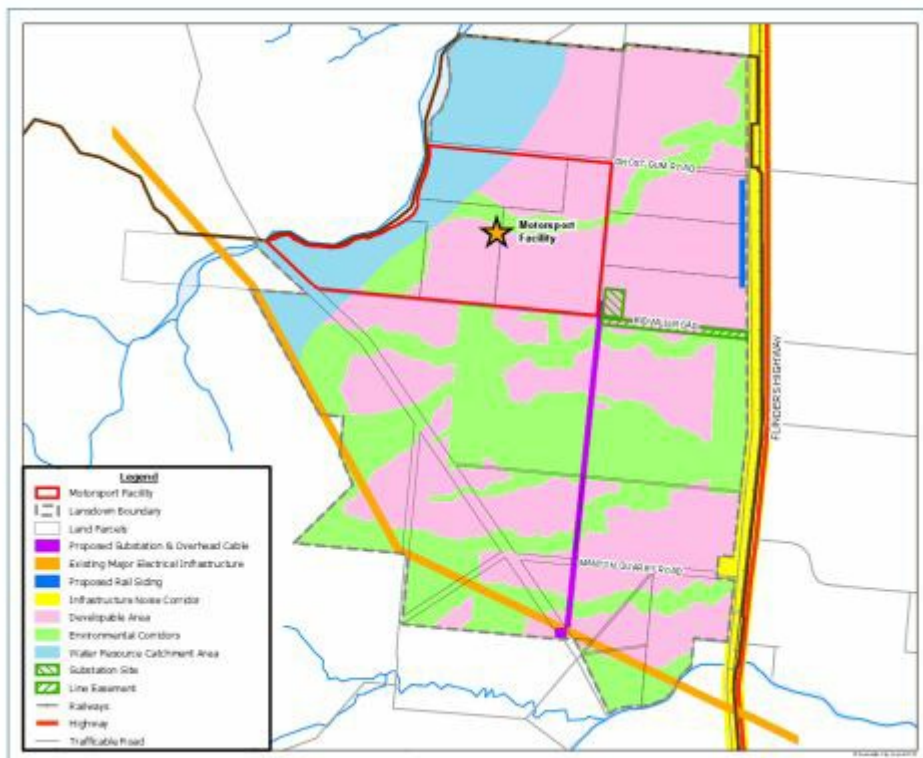 GHOST GUM ROAD
Motorsport
Facility
FLINDERS HIGHWAY
MANTON QUARRY ROAD
Legend
Motorsport Facility
Lansdown Boundary
Land Parcels
Proposed Substation & Overhead Cable
Existing Major Electrical Infrastructure
Proposed Rail Siding
Infrastructure Noise Corridor
Developable Area
Environmental Corridors
Water Resource Catchment Area
Substation Site
Line Easement
Railways
Highway
Trafficable Road